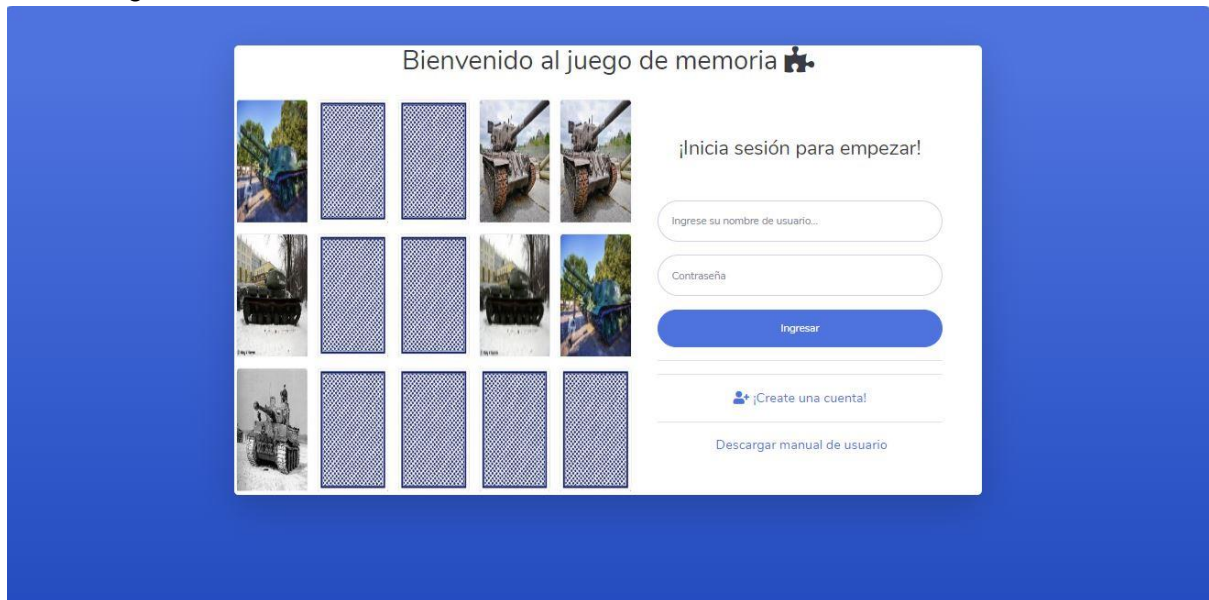 Bienvenido al juego de memoria
¡Inicia sesión para empezar!
Ingrese su nombre de usuario...
Contraseña
Ingresar
¡Create una cuenta!
Descargar manual de usuario